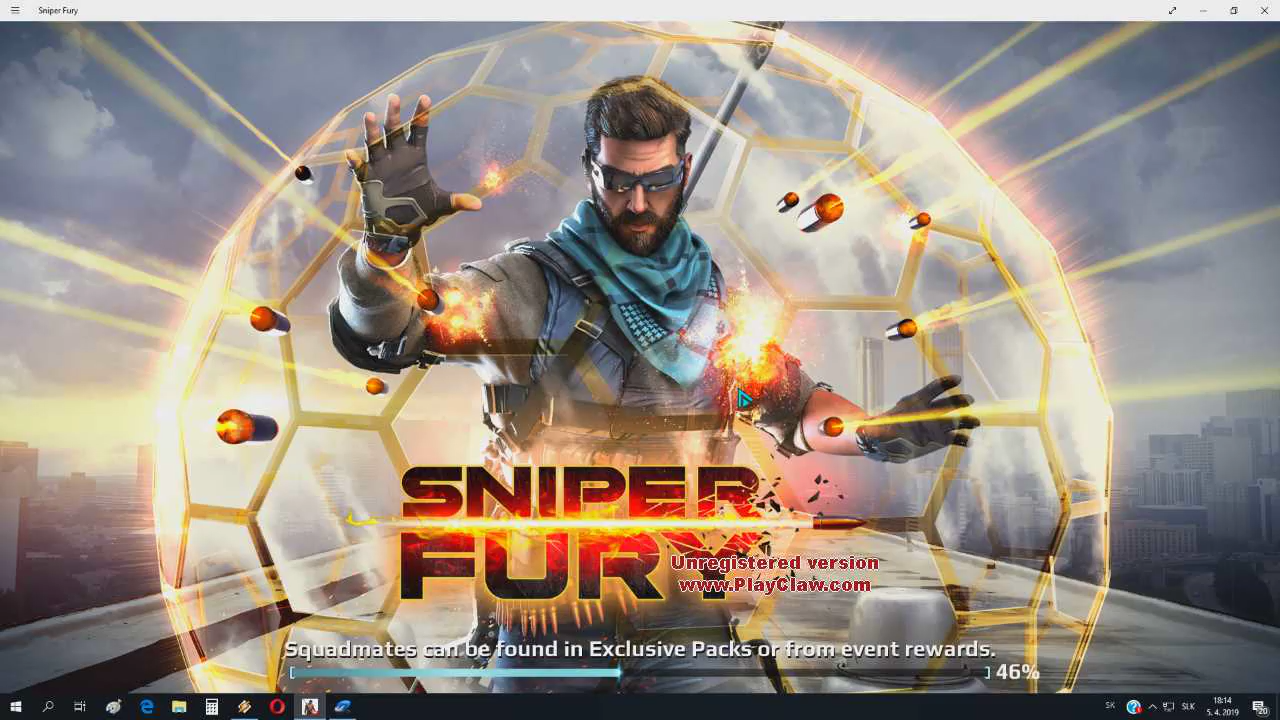 Sniper Fury
SNIPER
FURY
Unregistered version
www.PlayClaw.com
Squadmates can be found in Exclusive Packs or from event rewards.
46%
SK
SLK
18:14
5. 4. 2019
20